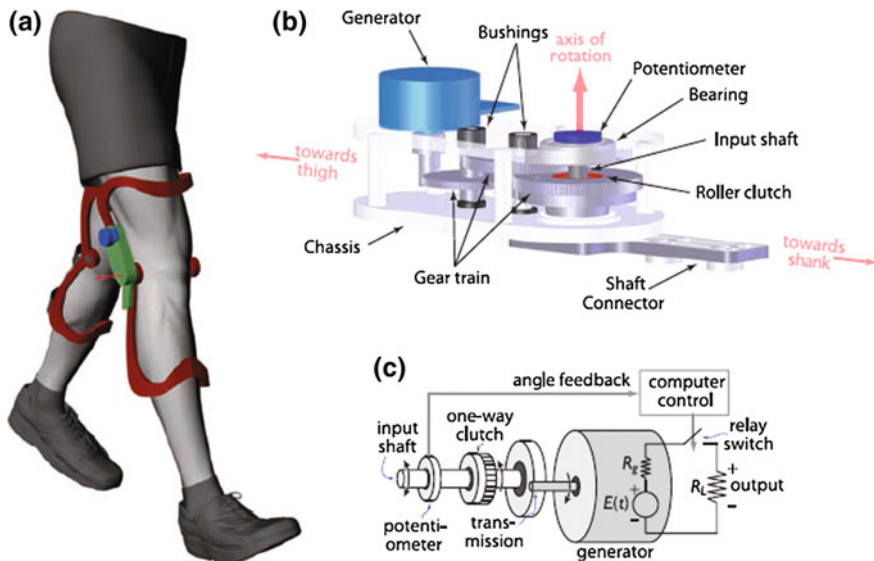 (a)
(b)
Generator
Bushings
axis of
rotation
Potentiometer
Bearing
Input shaft
Roller clutch
towards
thigh
Chassis
Gear train
towards
shank
Shaft
Connector
(c)
angle feedback
computer
control
one-way
clutch
input
shaft
relay
switch
Rg
+
E(t)
-
RL
+
output
-
potenti-
ometer
trans-
mission
generator